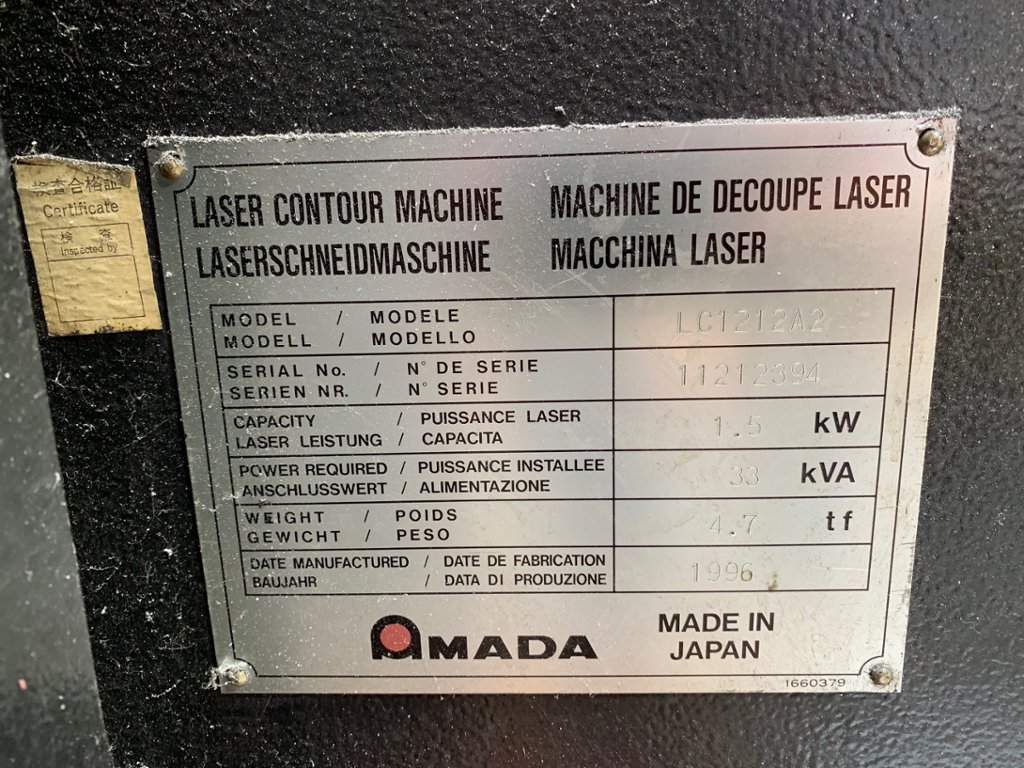 検査合格証
Certificate
検 査
Inspected by
LASER CONTOUR MACHINE MACHINE DE DECOUPE LASER
LASERSCHNEIDMASCHINE MACCHINA LASER
MODEL / MODELE
MODELL / MODELLO
LC1212A2
SERIAL No. / N° DE SERIE
SERIEN NR. / N° SERIE
11212394
CAPACITY / PUISSANCE LASER
LASER LEISTUNG / CAPACITA
1.5 kW
POWER REQUIRED / PUISSANCE INSTALLEE
ANSCHLUSSWERT / ALIMENTAZIONE
33 kVA
WEIGHT / POIDS
GEWICHT / PESO
4.7 tf
DATE MANUFACTURED / DATE DE FABRICATION
BAUJAHR / DATA DI PRODUZIONE
1996
AMADA
MADE IN
JAPAN
1660379